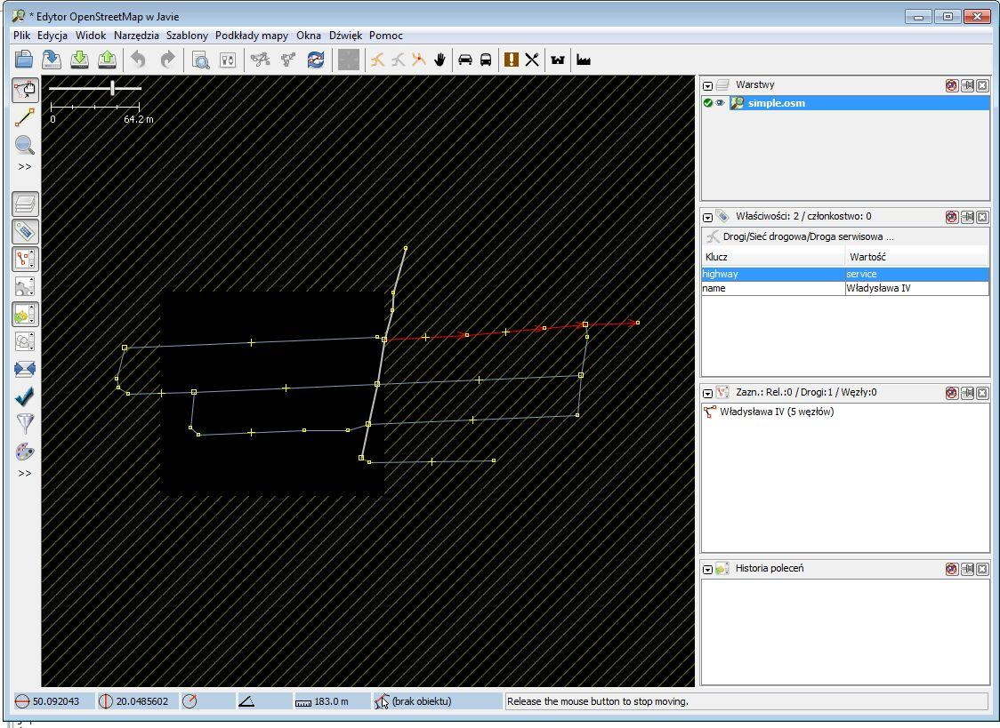 * Edytor OpenStreetMap w Javie
Plik Edycja Widok Narzędzia Szablony Podkłady mapy Okna Dźwięk Pomoc
0 64.2 m
>>
>>
Warstwy
simple.osm
Właściwości: 2 / członkostwo: 0
Drogi/Sieć drogowa/Droga serwisowa ...
Klucz Wartość
highway service
name Władysława IV
Zazn.: Rel.:0 / Drogi:1 / Węzły:0
Władysława IV (5 węzłów)
Historia poleceń
50.092043 20.0485602 183.0 m (brak obiektu) Release the mouse button to stop moving.